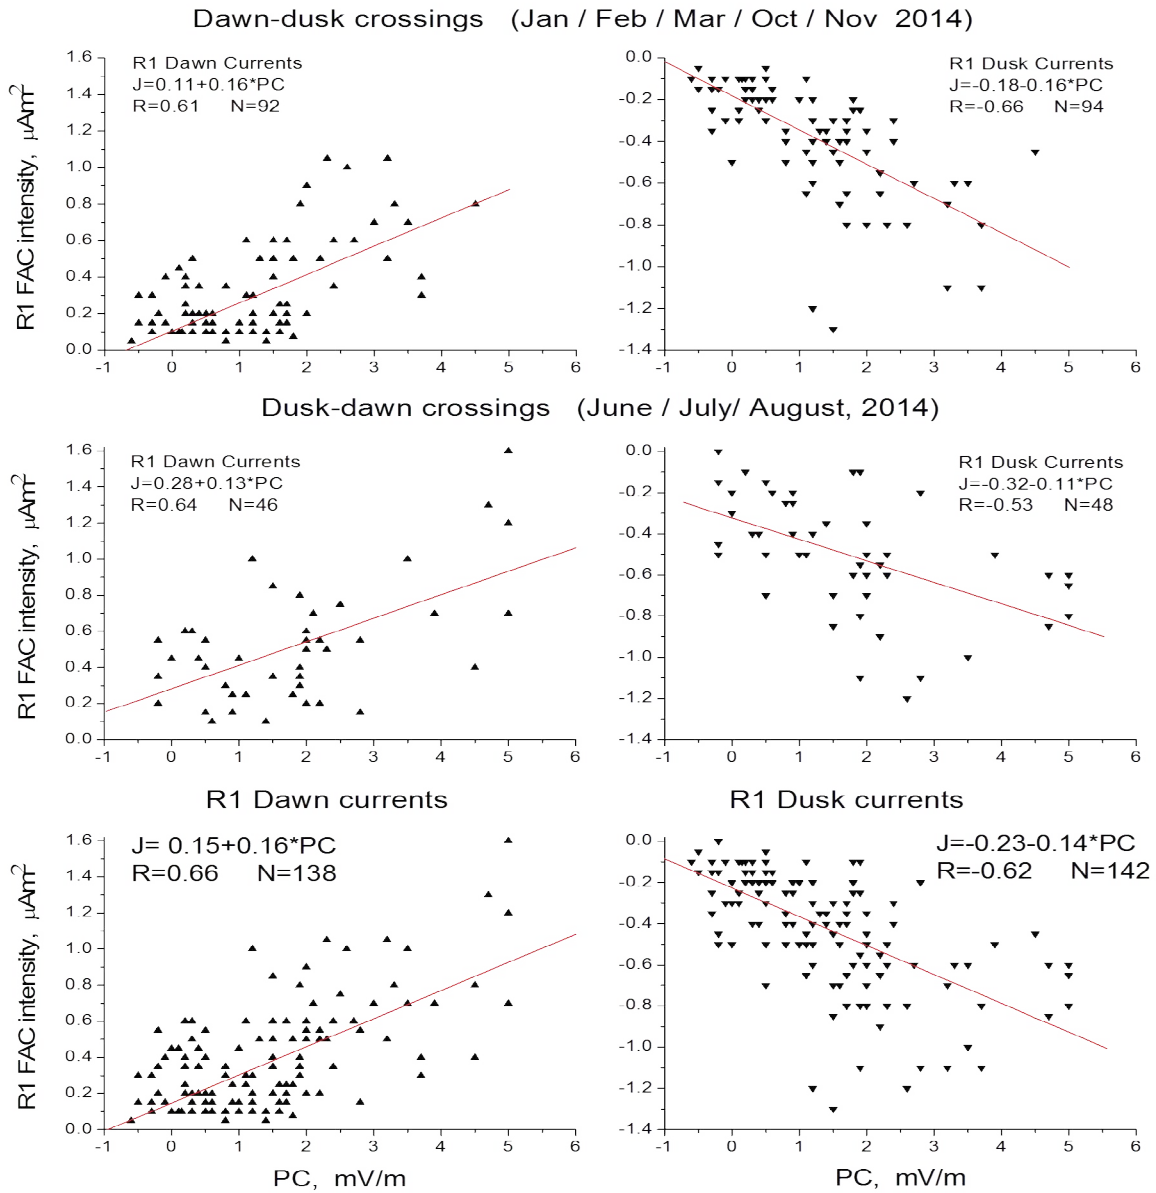 Dawn-dusk crossings (Jan / Feb / Mar / Oct / Nov 2014)
R1 FAC intensity, µAm2
1.6
1.4
1.2
1.0
0.8
0.6
0.4
0.2
0.0
R1 Dawn Currents
J=0.11+0.16*PC
R=0.61 N=92
-1 0 1 2 3 4 5 6
0.0
-0.2
-0.4
-0.6
-0.8
-1.0
-1.2
-1.4
R1 Dusk Currents
J=-0.18-0.16*PC
R=-0.66 N=94
-1 0 1 2 3 4 5 6
Dusk-dawn crossings (June / July/ August, 2014)
R1 FAC intensity, µAm2
1.6
1.4
1.2
1.0
0.8
0.6
0.4
0.2
0.0
R1 Dawn Currents
J=0.28+0.13*PC
R=0.64 N=46
-1 0 1 2 3 4 5 6
0.0
-0.2
-0.4
-0.6
-0.8
-1.0
-1.2
-1.4
R1 Dusk Currents
J=-0.32-0.11*PC
R=-0.53 N=48
-1 0 1 2 3 4 5 6
R1 Dawn currents
R1 FAC intensity, µAm2
1.6
1.4
1.2
1.0
0.8
0.6
0.4
0.2
0.0
J= 0.15+0.16*PC
R=0.66 N=138
-1 0 1 2 3 4 5 6
PC, mV/m
R1 Dusk currents
0.0
-0.2
-0.4
-0.6
-0.8
-1.0
-1.2
-1.4
J=-0.23-0.14*PC
R=-0.62 N=142
-1 0 1 2 3 4 5 6
PC, mV/m